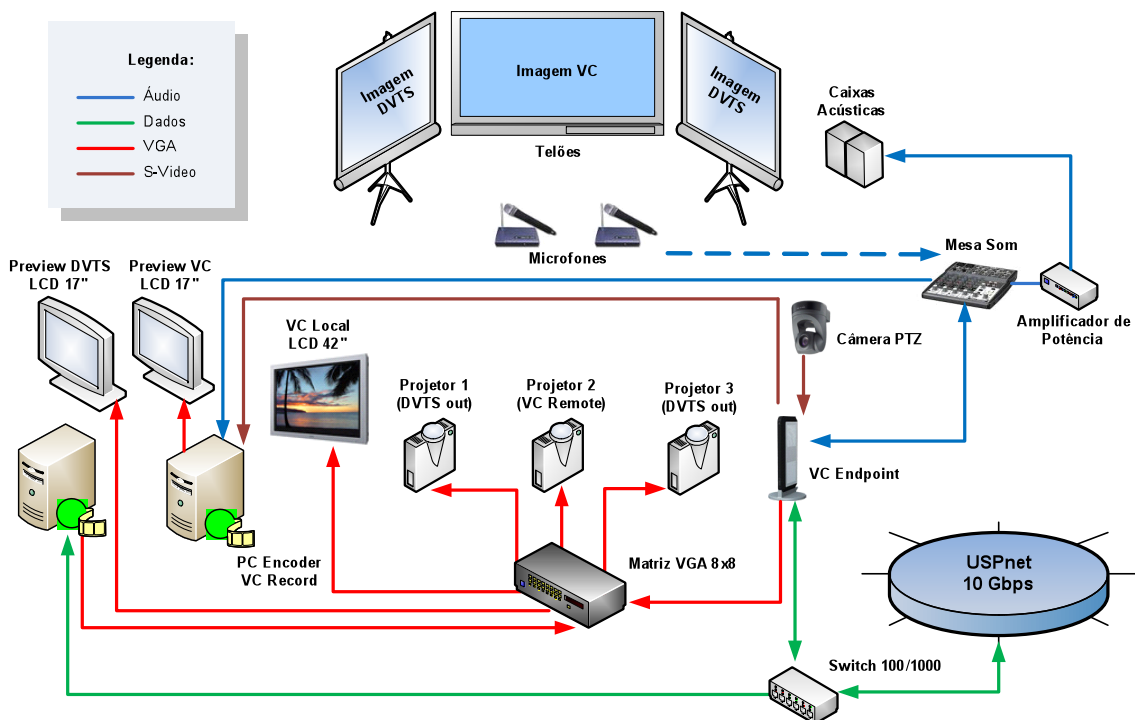 Legenda:
Áudio
Dados
VGA
S-Video
Imagem
DVTS
Imagem VC
Imagem
DVTS
Telões
Caixas
Acústicas
Microfones
Mesa Som
Amplificador de
Potência
Preview DVTS
LCD 17"
Preview VC
LCD 17"
VC Local
LCD 42"
Câmera PTZ
Projetor 1
(DVTS out)
Projetor 2
(VC Remote)
Projetor 3
(DVTS out)
VC Endpoint
PC Encoder
VC Record
Matriz VGA 8x8
USPnet
10 Gbps
Switch 100/1000